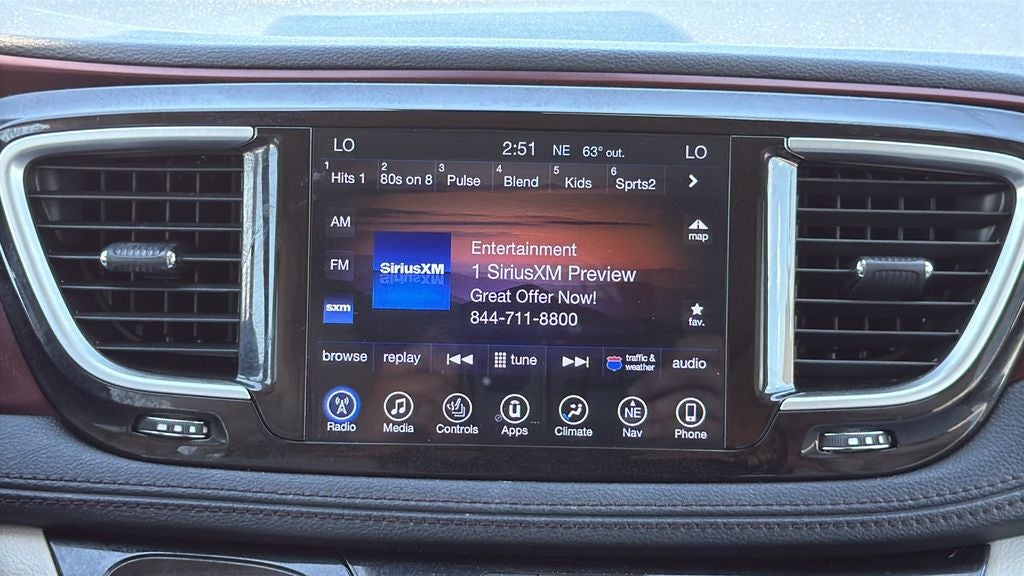 LO 2:51 NE 63° out. LO
1 Hits 1 2 80s on 8 3 Pulse 4 Blend 5 Kids 6 Sprts2
AM
map
Entertainment
SiriusXM
1 SiriusXM Preview
FM
Great Offer Now!
sxm
fav.
844-711-8800
browse replay tune traffic & weather audio
NE
Radio Media Controls Apps Climate Nav Phone